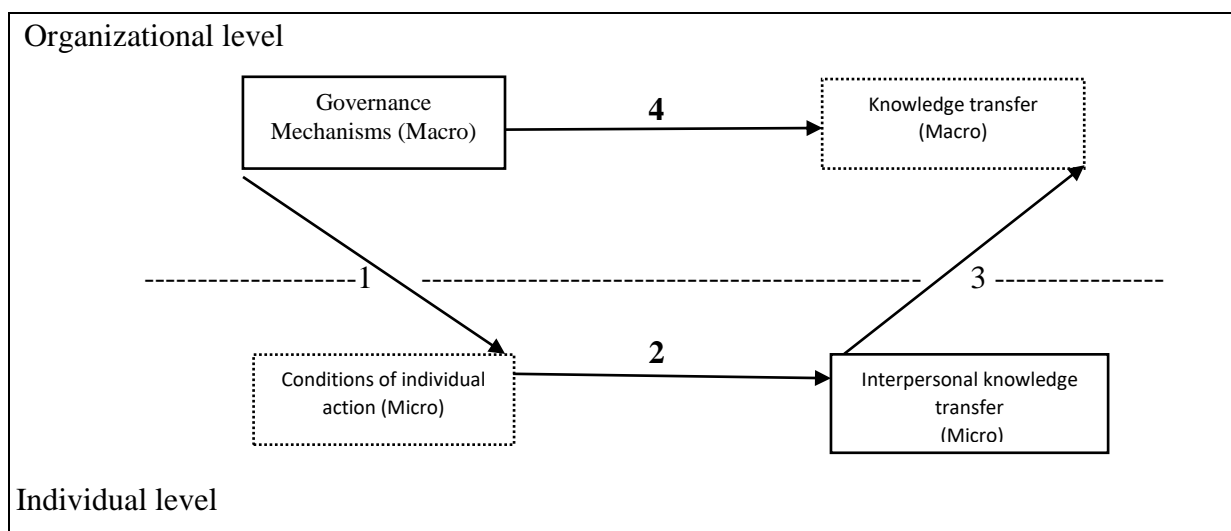 Organizational level
Governance
Mechanisms (Macro)
4
Knowledge transfer
(Macro)
1
3
Conditions of individual
action (Micro)
2
Interpersonal knowledge
transfer
(Micro)
Individual level